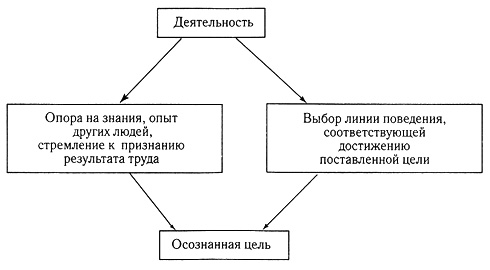 Деятельность
Опора на знания, опыт
других людей,
стремление к признанию
результата труда
Выбор линии поведения,
соответствующей
достижению
поставленной цели
Осознанная цель